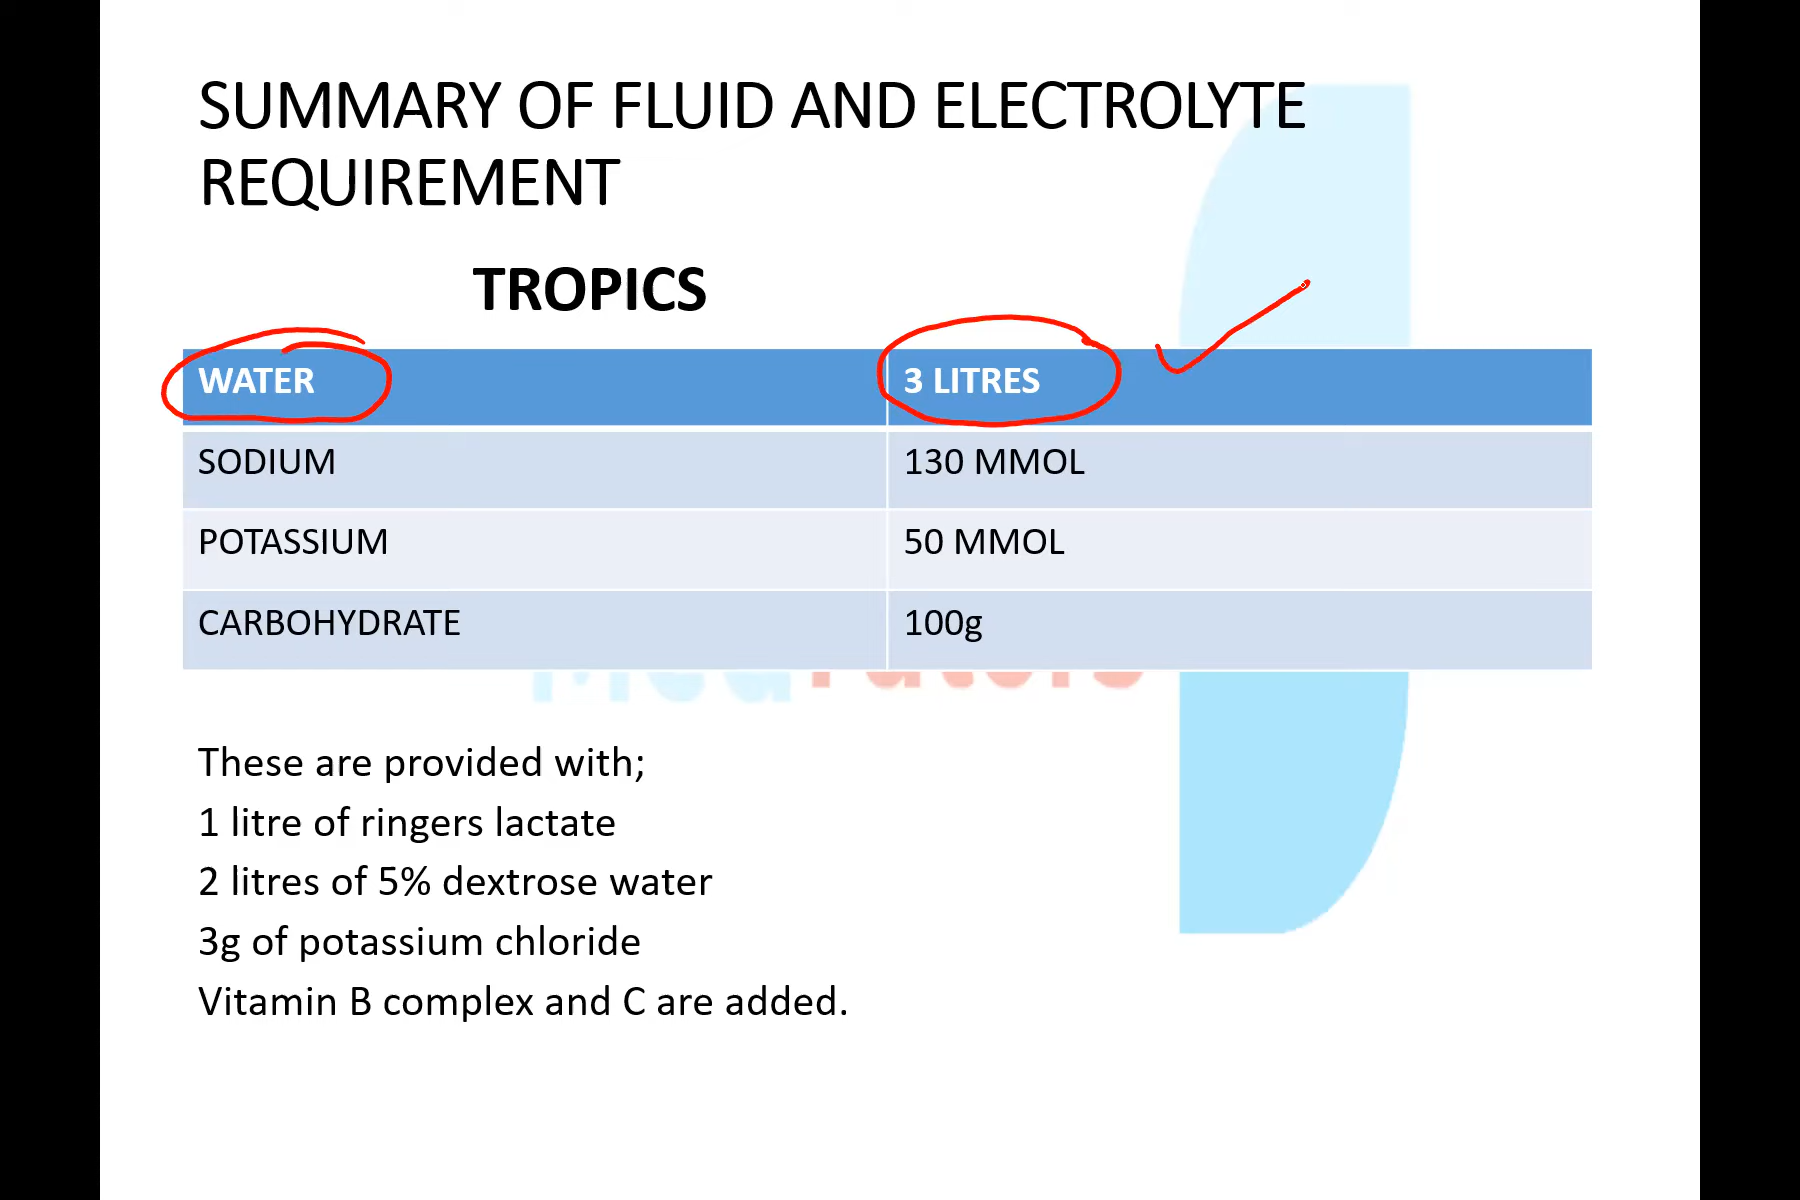 SUMMARY OF FLUID AND ELECTROLYTE
REQUIREMENT
TROPICS
WATER 3 LITRES
SODIUM 130 MMOL
POTASSIUM 50 MMOL
CARBOHYDRATE 100g
These are provided with;
1 litre of ringers lactate
2 litres of 5% dextrose water
3g of potassium chloride
Vitamin B complex and C are added.